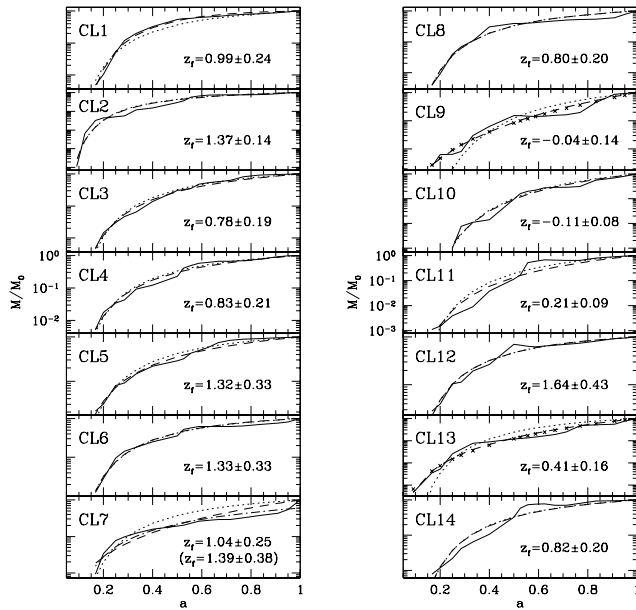 CL1
z_f=0.99±0.24
CL2
z_f=1.37±0.14
CL3
z_f=0.78±0.19
M/M_0
10^0
10^-1
10^-2
CL4
z_f=0.83±0.21
CL5
z_f=1.32±0.33
CL6
z_f=1.33±0.33
CL7
z_f=1.04±0.25
(z_f=1.39±0.38)
0.2 0.4 0.6 0.8 1
a
CL8
z_f=0.80±0.20
CL9
z_f=-0.04±0.14
CL10
z_f=-0.11±0.08
M/M_0
10^0
10^-1
10^-2
10^-3
CL11
z_f=0.21±0.09
CL12
z_f=1.64±0.43
CL13
z_f=0.41±0.16
CL14
z_f=0.82±0.20
0.2 0.4 0.6 0.8 1
a